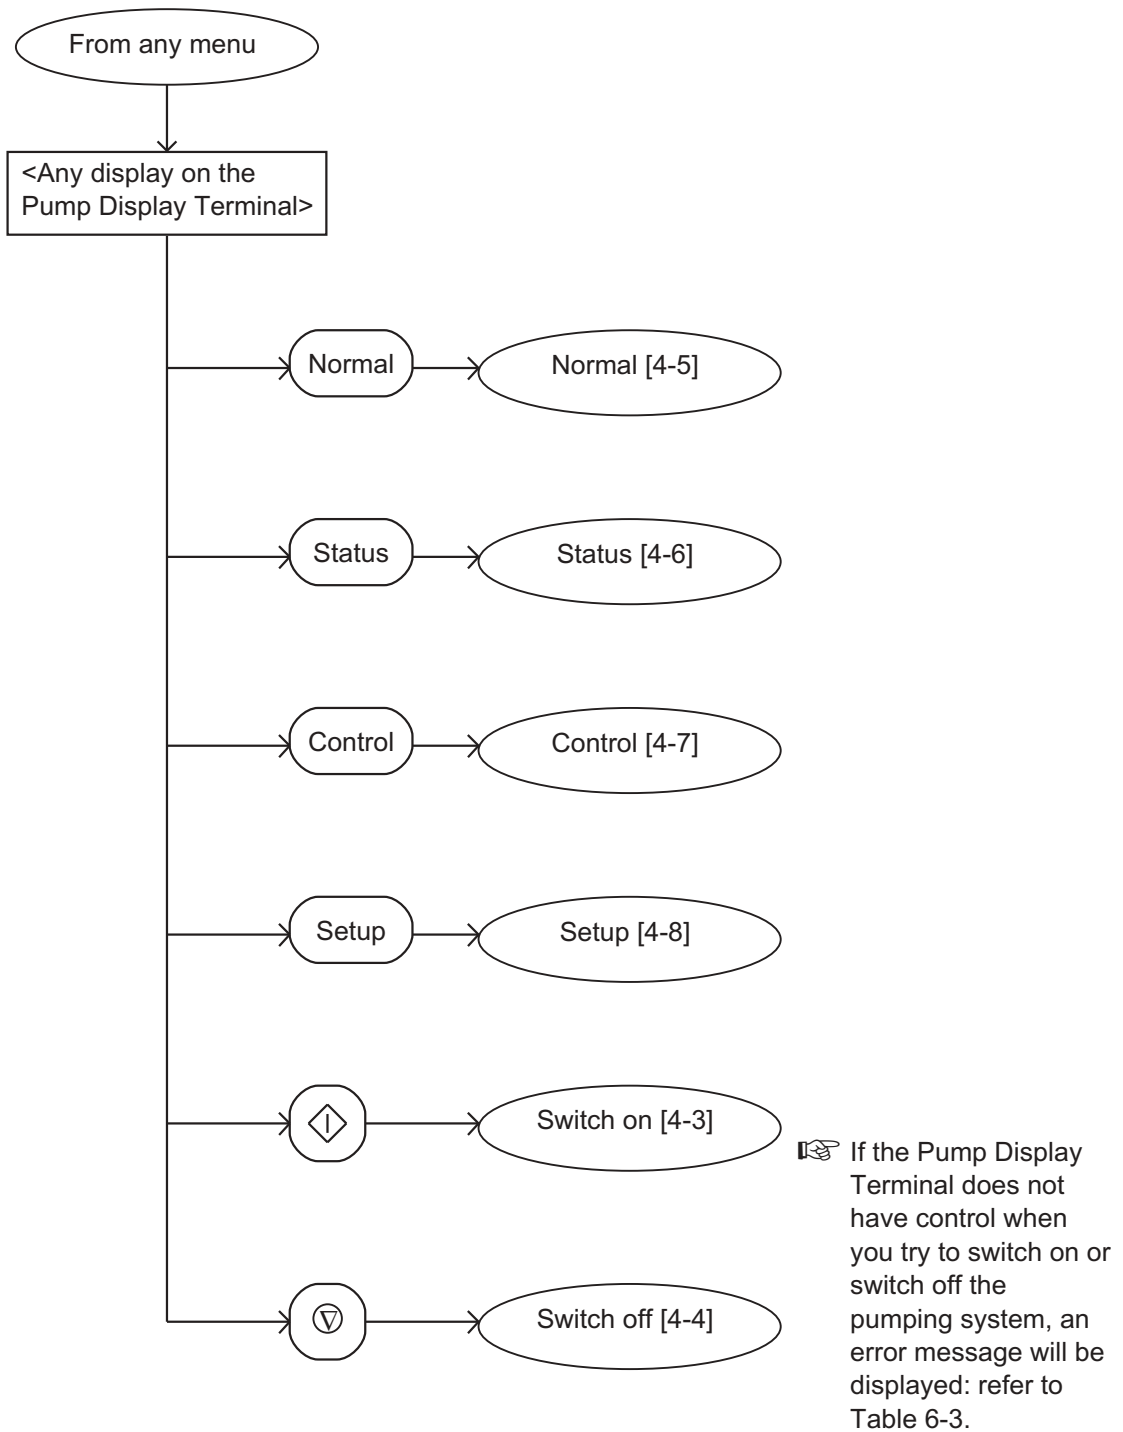 From any menu
<Any display on the
Pump Display Terminal>
Normal
Normal [4-5]
Status
Status [4-6]
Control
Control [4-7]
Setup
Setup [4-8]
Switch on [4-3]
Switch off [4-4]
If the Pump Display
Terminal does not
have control when
you try to switch on or
switch off the
pumping system, an
error message will be
displayed: refer to
Table 6-3.